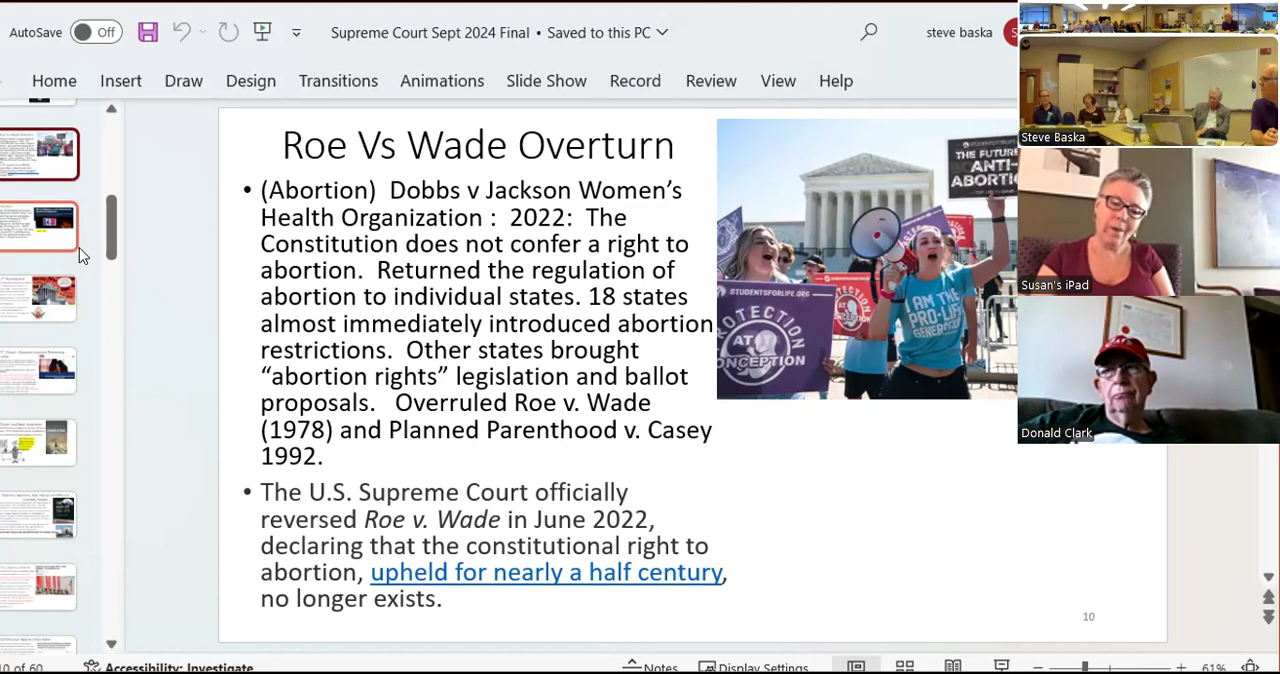 AutoSave Off Supreme Court Sept 2024 Final • Saved to this PC steve baska
Home Insert Draw Design Transitions Animations Slide Show Record Review View Help
Roe Vs Wade Overturn
• (Abortion) Dobbs v Jackson Women’s
Health Organization : 2022: The
Constitution does not confer a right to
abortion. Returned the regulation of
abortion to individual states. 18 states
almost immediately introduced abortion
restrictions. Other states brought
“abortion rights” legislation and ballot
proposals. Overruled Roe v. Wade
(1978) and Planned Parenthood v. Casey
1992.
• The U.S. Supreme Court officially
reversed Roe v. Wade in June 2022,
declaring that the constitutional right to
abortion, upheld for nearly a half century,
no longer exists.
10
STUDENTSFORLIFE.ORG
THE FUTURE
ANTI-
ABORT
STUDENTSFORLIFE.ORG
OTECTION
AT
ONCEPTION
I AM THE
PRO-LIFE
GENERATION
Steve Baska
Susan's iPad
Donald Clark
10 of 60 Accessibility: Investigate Notes Display Settings 61%